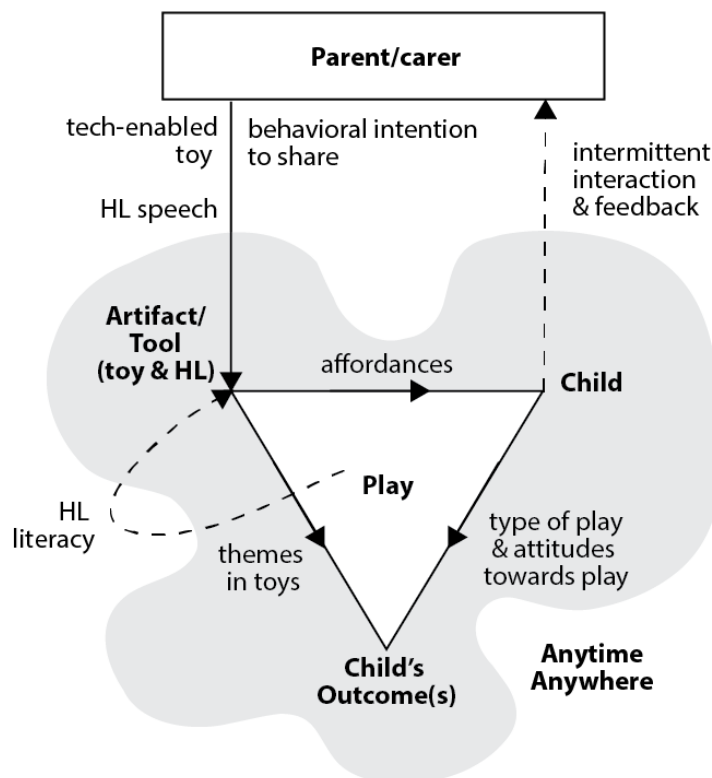 Parent/carer
tech-enabled
toy
behavioral intention
to share
HL speech
intermittent
interaction
& feedback
Artifact/
Tool
(toy & HL)
affordances
Child
Play
HL
literacy
themes
in toys
type of play
& attitudes
towards play
Child’s
Outcome(s)
Anytime
Anywhere